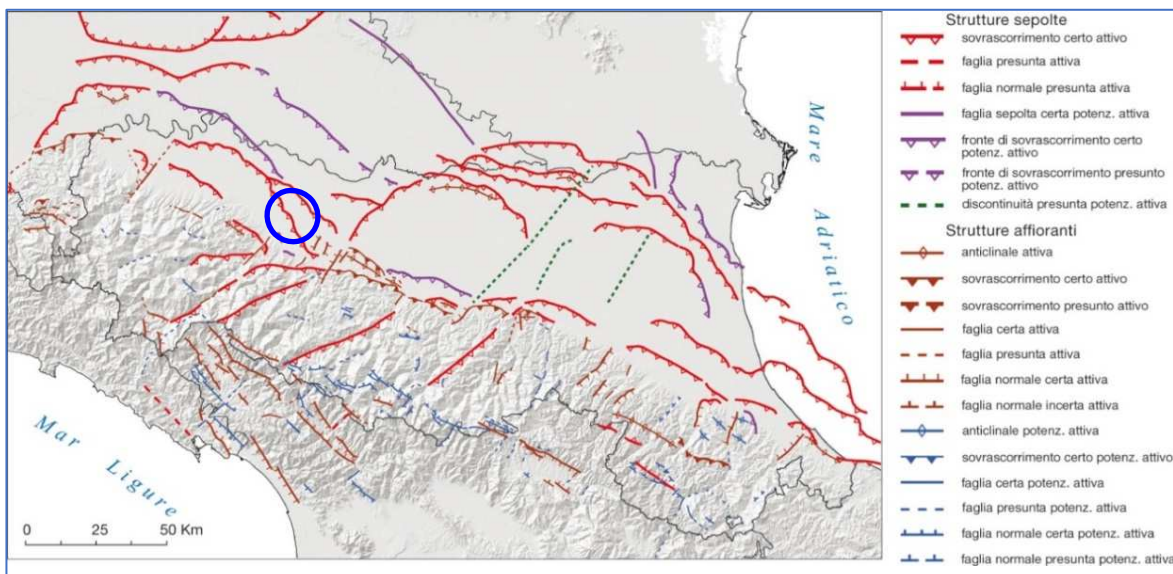 Strutture sepolte
sovrascorrimento certo attivo
faglia presunta attiva
faglia normale presunta attiva
faglia sepolta certa potenz. attiva
fronte di sovrascorrimento certo
potenz. attivo
fronte di sovrascorrimento presunto
potenz. attivo
discontuità presunta potenz. attiva
Strutture affioranti
anticlinale attiva
sovrascorrimento certo attivo
sovrascorrimento presunto attivo
faglia certa attiva
faglia presunta attiva
faglia normale certa attiva
faglia normale incerta attiva
anticlinale potenz. attiva
sovrascorrimento certo potenz. attivo
faglia certa potenz. attiva
faglia presunta potenz. attiva
faglia normale certa potenz. attiva
faglia normale presunta potenz. attiva
Mare Adriatico
Mar Ligure
0 25 50 Km